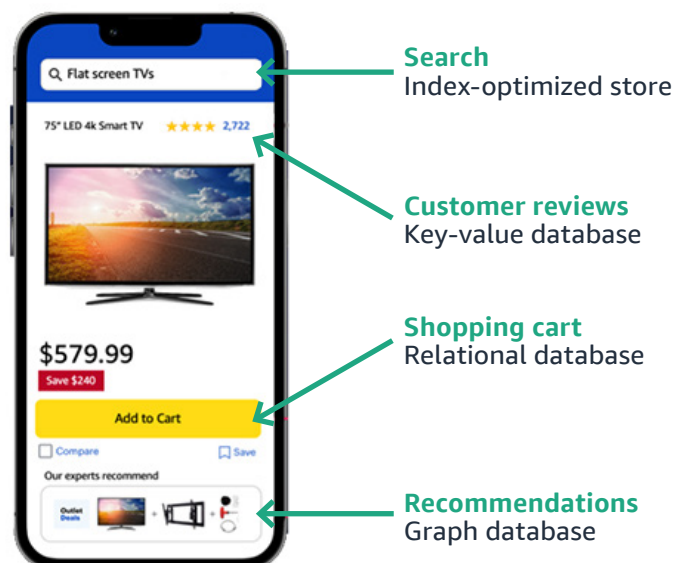 Flat screen TVs
Search
Index-optimized store
75" LED 4k Smart TV 2,722
Customer reviews
Key-value database
$579.99
Save $240
Shopping cart
Relational database
Add to Cart
Compare
Save
Our experts recommend
Outlet
Deals
Recommendations
Graph database